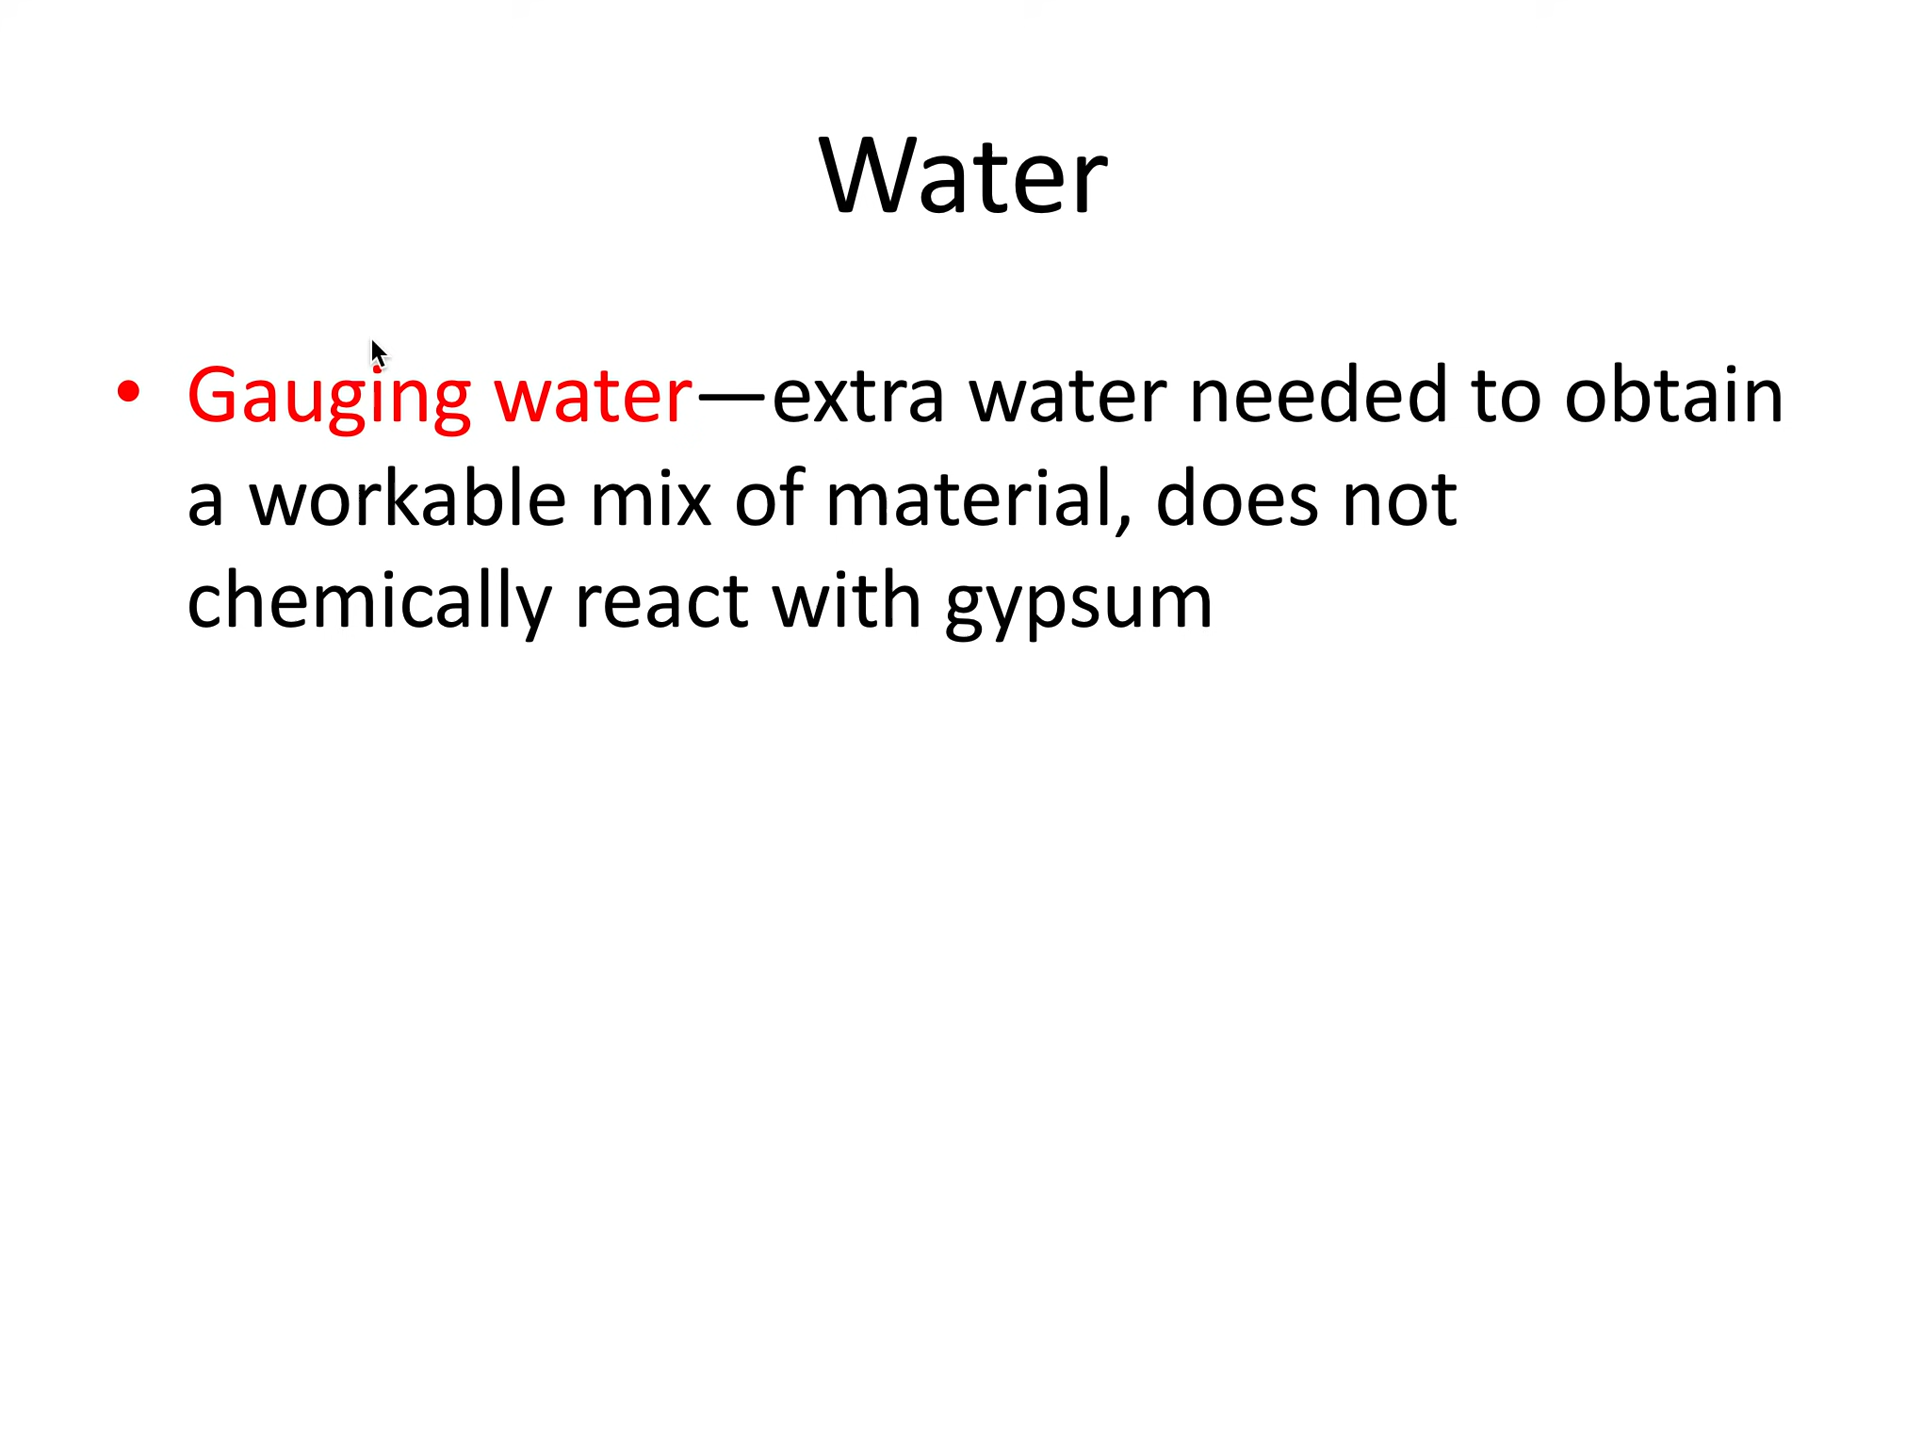 Water
• Gauging water—extra water needed to obtain
a workable mix of material, does not
chemically react with gypsum